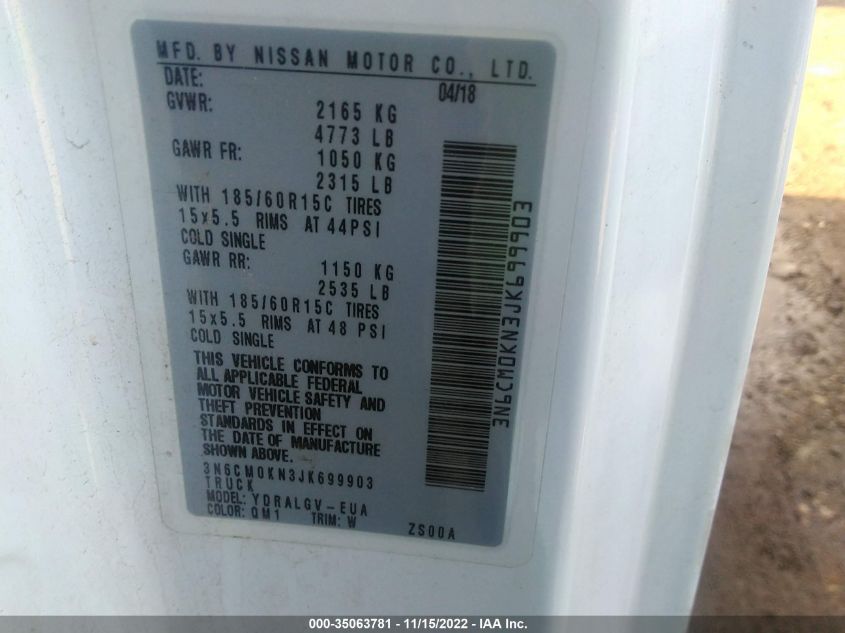 MFD. BY NISSAN MOTOR CO., LTD.
DATE: 04/18
GVWR: 2165 KG
4773 LB
GAWR FR: 1050 KG
2315 LB
WITH 185/60R15C TIRES
15x5.5 RIMS AT 44PSI
COLD SINGLE
GAWR RR: 1150 KG
2535 LB
WITH 185/60R15C TIRES
15x5.5 RIMS AT 48 PSI
COLD SINGLE
THIS VEHICLE CONFORMS TO
ALL APPLICABLE FEDERAL
MOTOR VEHICLE SAFETY AND
THEFT PREVENTION
STANDARDS IN EFFECT ON
THE DATE OF MANUFACTURE
SHOWN ABOVE.
3N6CM0KN3JK699903
TRUCK
MODEL: YDRALGV-EUA
COLOR: QM1 TRIM: W ZS00A
3N6CM0KN3JK699903
000-35063781 - 11/15/2022 - IAA Inc.